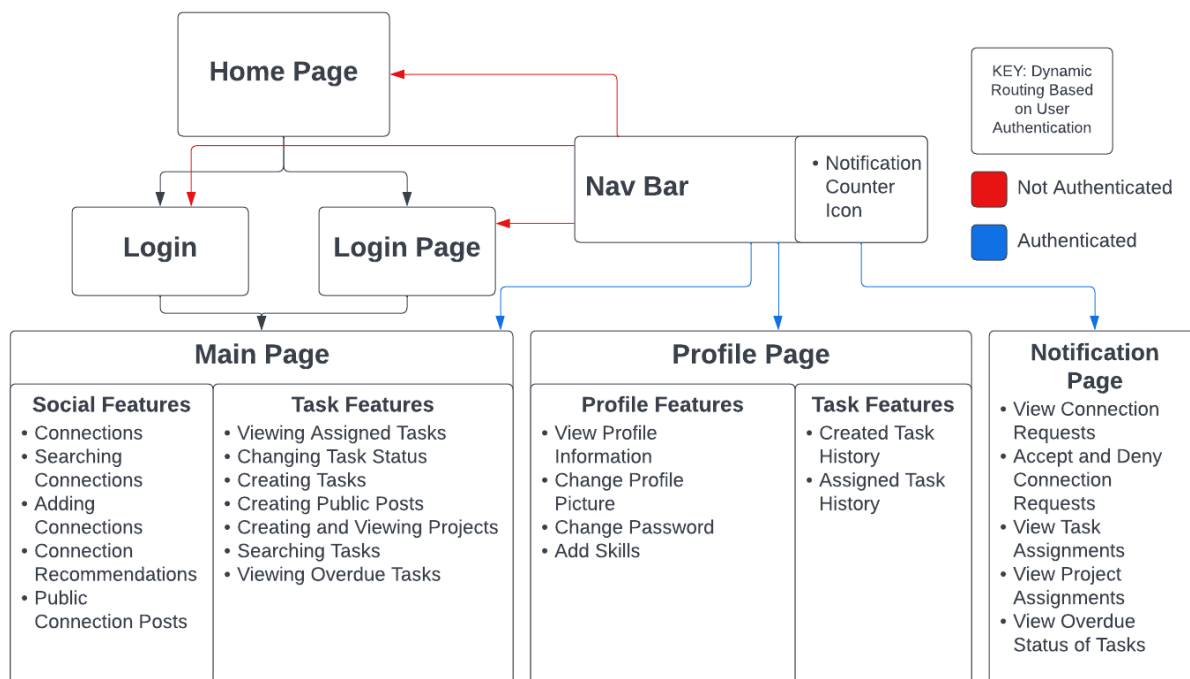 Home Page
KEY: Dynamic
Routing Based
on User
Authentication
Nav Bar
• Notification
Counter
Icon
Not Authenticated
Authenticated
Login
Login Page
Main Page
Social Features
• Connections
• Searching
Connections
• Adding
Connections
• Connection
Recommendations
• Public
Connection Posts
Task Features
• Viewing Assigned Tasks
• Changing Task Status
• Creating Tasks
• Creating Public Posts
• Creating and Viewing Projects
• Searching Tasks
• Viewing Overdue Tasks
Profile Page
Profile Features
• View Profile
Information
• Change Profile
Picture
• Change Password
• Add Skills
Task Features
• Created Task
History
• Assigned Task
History
Notification
Page
• View Connection
Requests
• Accept and Deny
Connection
Requests
• View Task
Assignments
• View Project
Assignments
• View Overdue
Status of Tasks